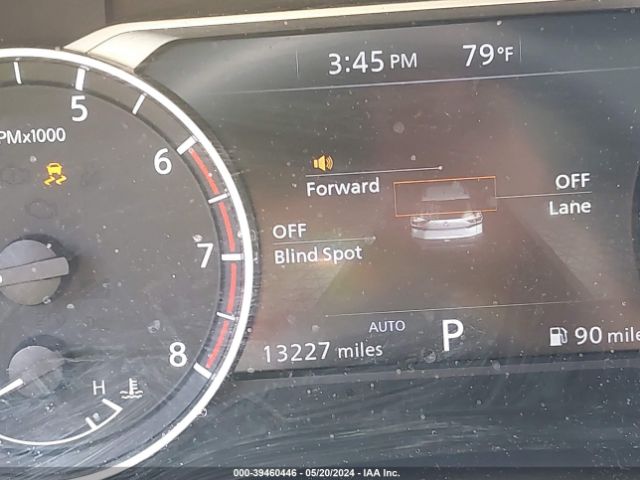 3:45 PM 79°F
5
PMx1000
6
Forward
OFF
Lane
OFF
Blind Spot
7
8
AUTO
13227 miles P 90 mile
H
000-39460446 - 05/20/2024 - IAA Inc.